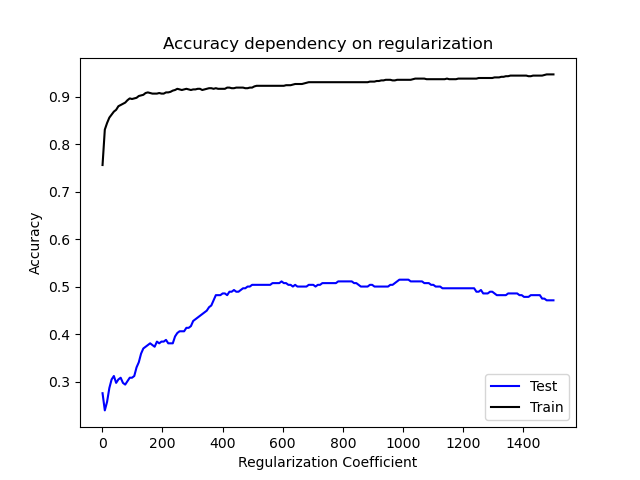 Accuracy dependency on regularization
0.9
0.8
0.7
0.6
0.5
0.4
0.3
Accuracy
0 200 400 600 800 1000 1200 1400
Regularization Coefficient
Test
Train